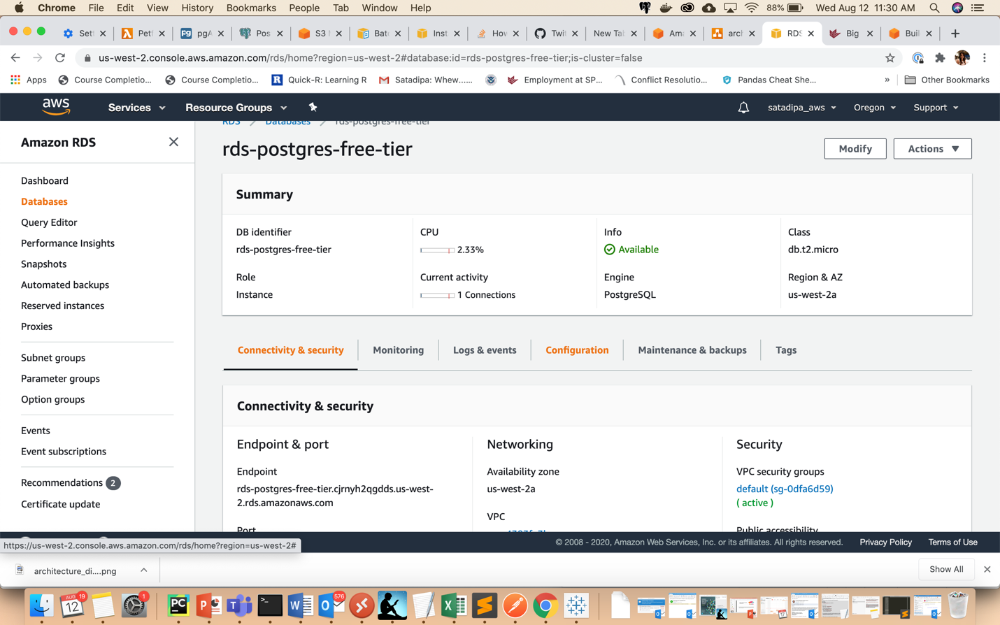 Chrome File Edit View History Bookmarks People Tab Window Help 88% Wed Aug 12 11:30 AM
Set Petf pgA Pos S3 N Batc Inst How Twit New Tab Ama arch RDS Big Buil
us-west-2.console.aws.amazon.com/rds/home?region=us-west-2#database:id=rds-postgres-free-tier;is-cluster=false
Apps Course Completio... Course Completio... R Quick-R: Learning R Satadipa: Whew...... Employment at SP... Conflict Resolutio... Pandas Cheat She... » Other Bookmarks
aws Services Resource Groups satadipa_aws Oregon Support
RDS Databases rds-postgres-free-tier
Amazon RDS
rds-postgres-free-tier
Modify Actions
Dashboard
Databases
Query Editor
Performance Insights
Snapshots
Automated backups
Reserved instances
Proxies
Subnet groups
Parameter groups
Option groups
Events
Event subscriptions
Recommendations 2
Certificate update
Summary
DB identifier
rds-postgres-free-tier
CPU
2.33%
Info
Available
Class
db.t2.micro
Role
Instance
Current activity
1 Connections
Engine
PostgreSQL
Region & AZ
us-west-2a
Connectivity & security Monitoring Logs & events Configuration Maintenance & backups Tags
Connectivity & security
Endpoint & port
Endpoint
rds-postgres-free-tier.cjrnyh2qgdds.us-west-
2.rds.amazonaws.com
Port
Networking
Availability zone
us-west-2a
VPC
Security
VPC security groups
default (sg-0dfa6d59)
( active )
Public accessibility
https://us-west-2.console.aws.amazon.com/rds/home?region=us-west-2#
© 2008 - 2020, Amazon Web Services, Inc. or its affiliates. All rights reserved. Privacy Policy Terms of Use
architecture_di....png
Show All
AUG 19 12 1 PC P T W O 576 X